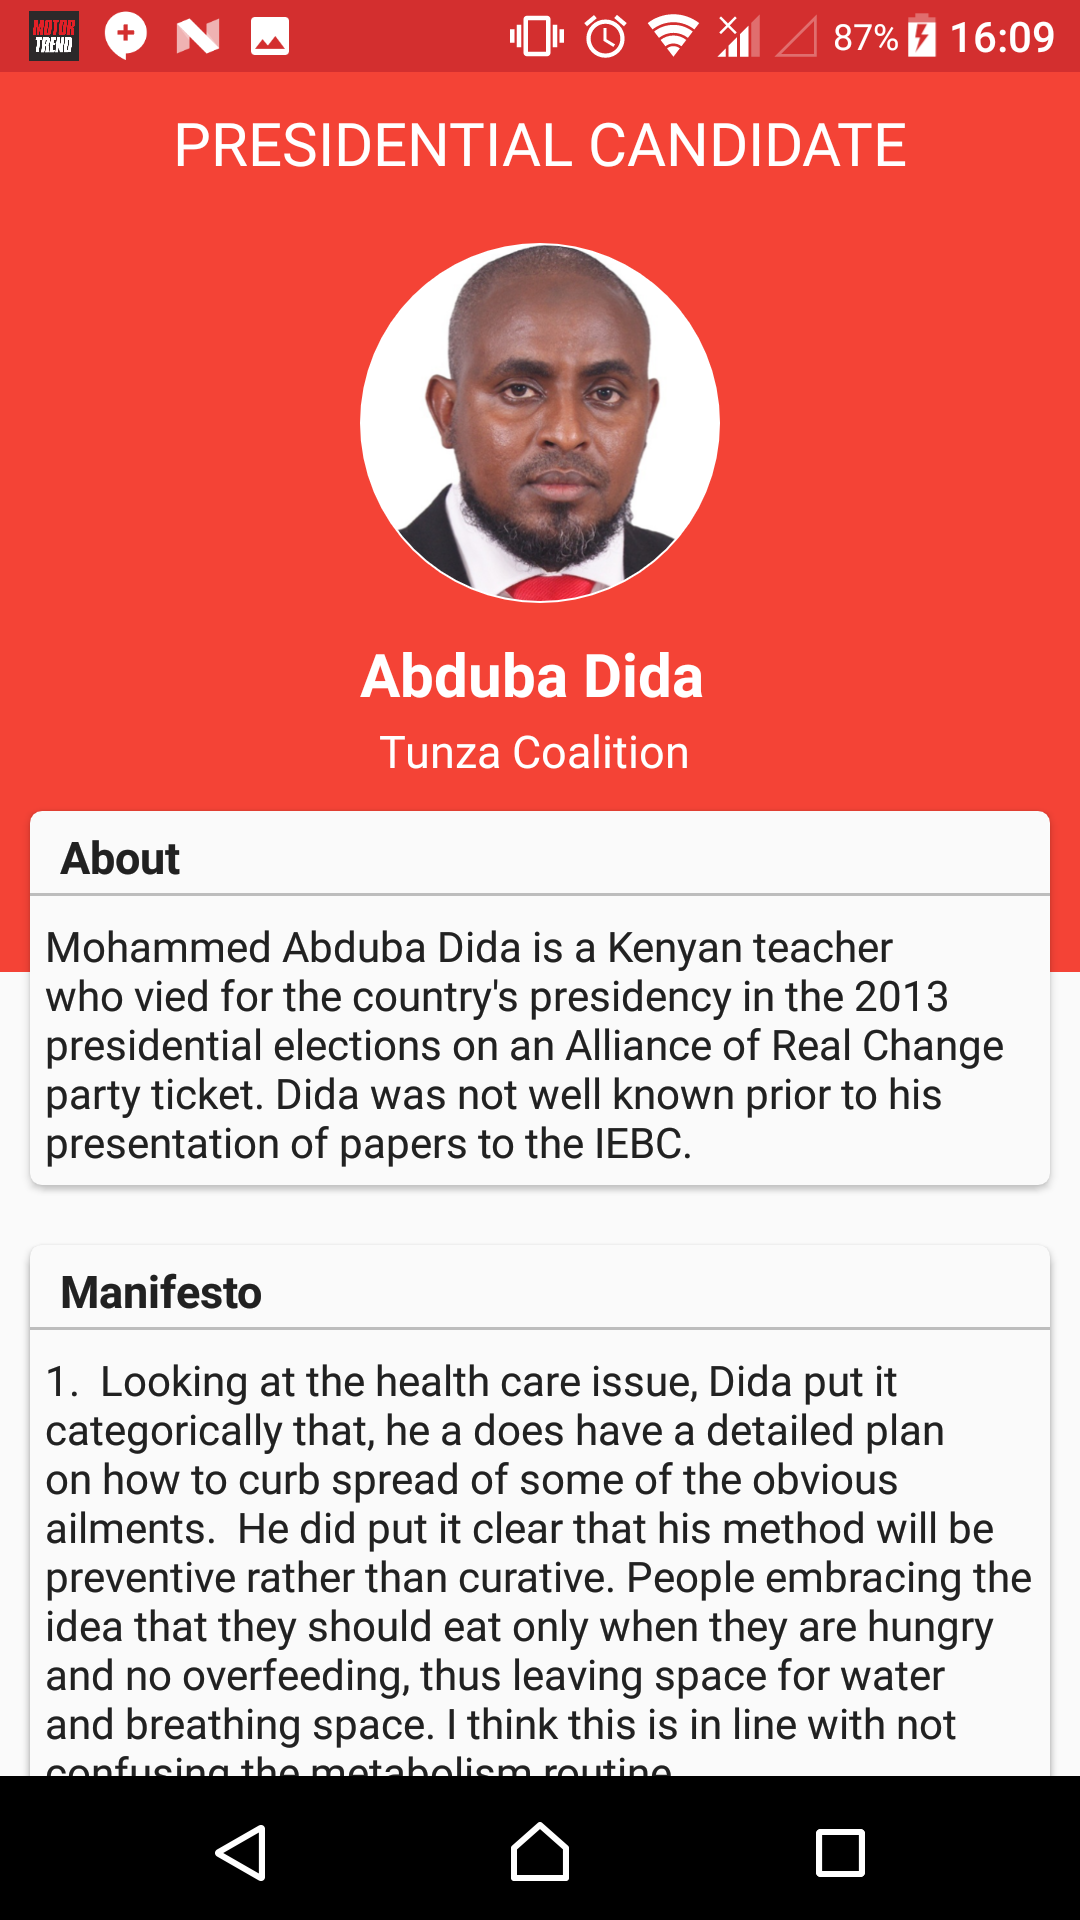 MOTOR
TREND
87%
16:09
PRESIDENTIAL CANDIDATE
Abduba Dida
Tunza Coalition
About
Mohammed Abduba Dida is a Kenyan teacher
who vied for the country's presidency in the 2013
presidential elections on an Alliance of Real Change
party ticket. Dida was not well known prior to his
presentation of papers to the IEBC.
Manifesto
1.  Looking at the health care issue, Dida put it
categorically that, he a does have a detailed plan
on how to curb spread of some of the obvious
ailments.  He did put it clear that his method will be
preventive rather than curative. People embracing the
idea that they should eat only when they are hungry
and no overfeeding, thus leaving space for water
and breathing space. I think this is in line with not
confusing the metabolism routine